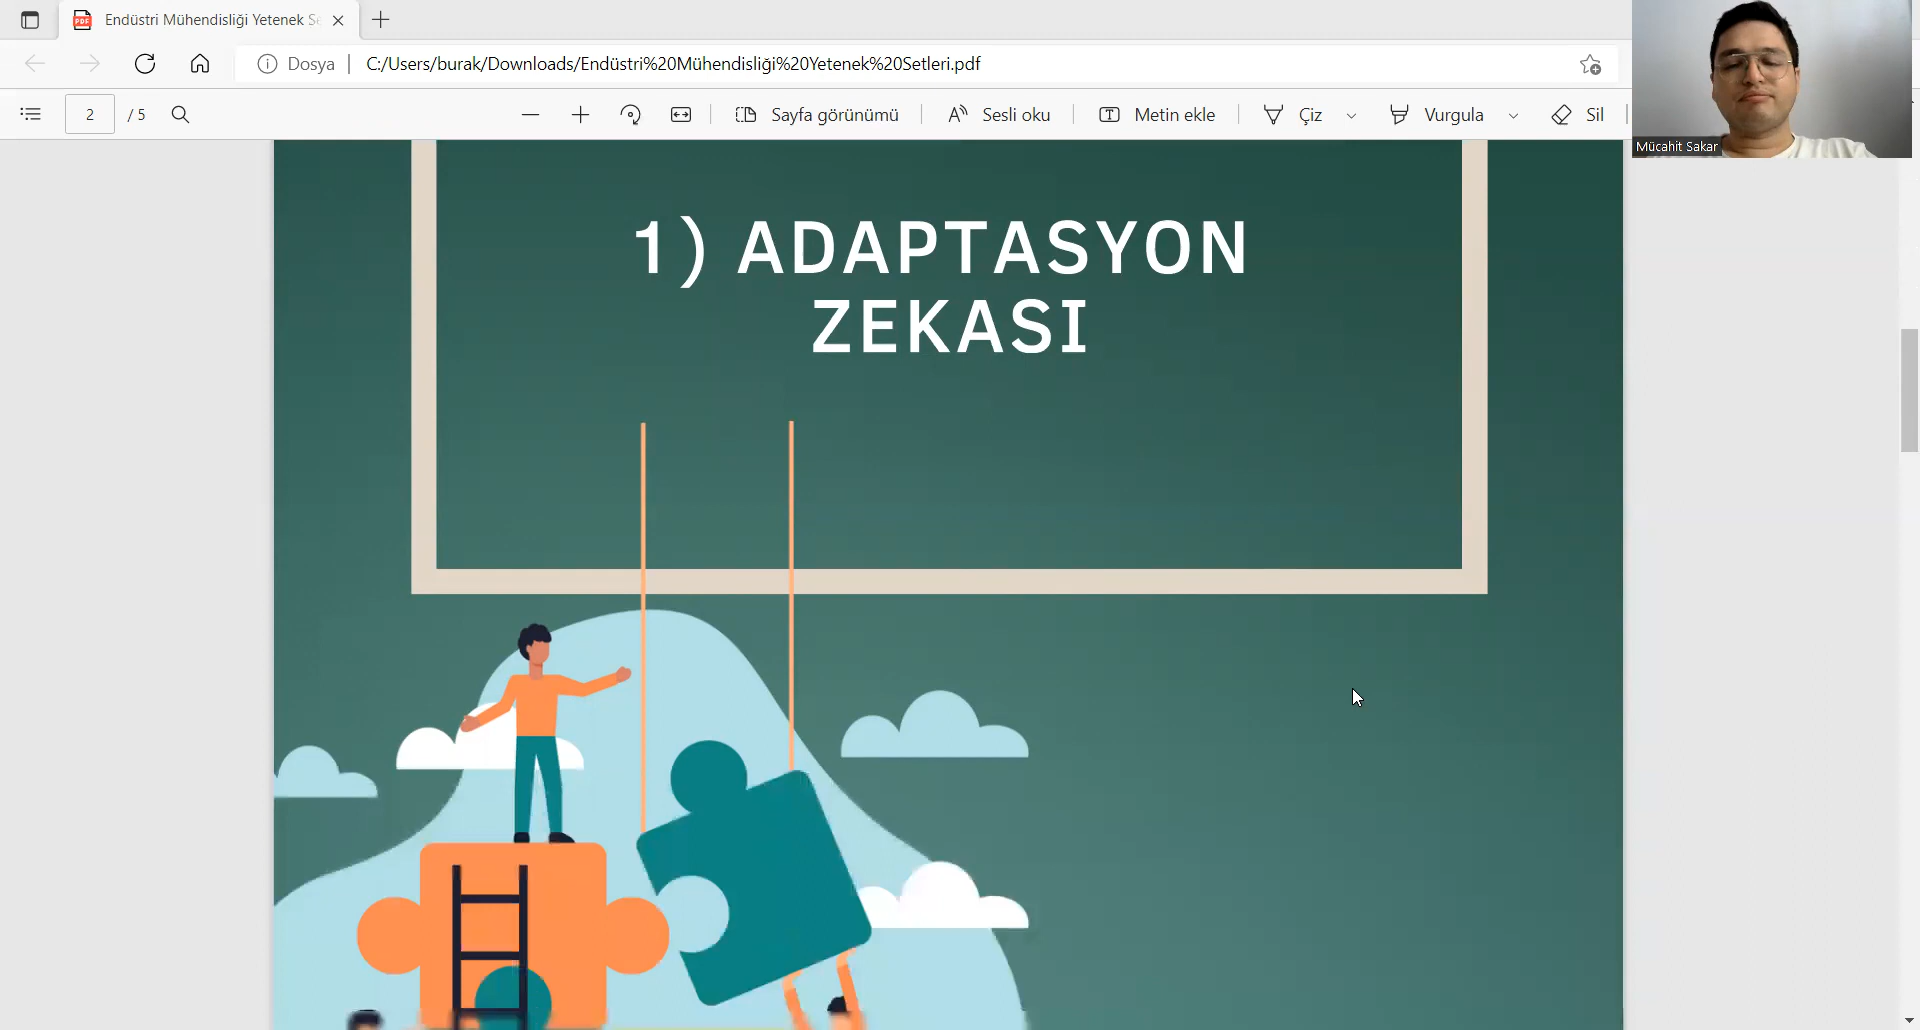 Endüstri Mühendisliği Yetenek Se
Dosya
C:/Users/burak/Downloads/Endüstri%20Mühendisliği%20Yetenek%20Setleri.pdf
2 / 5
Sayfa görünümü
Sesli oku
Metin ekle
Çiz
Vurgula
Sil
Mücahit Sakar
1) ADAPTASYON
ZEKASI